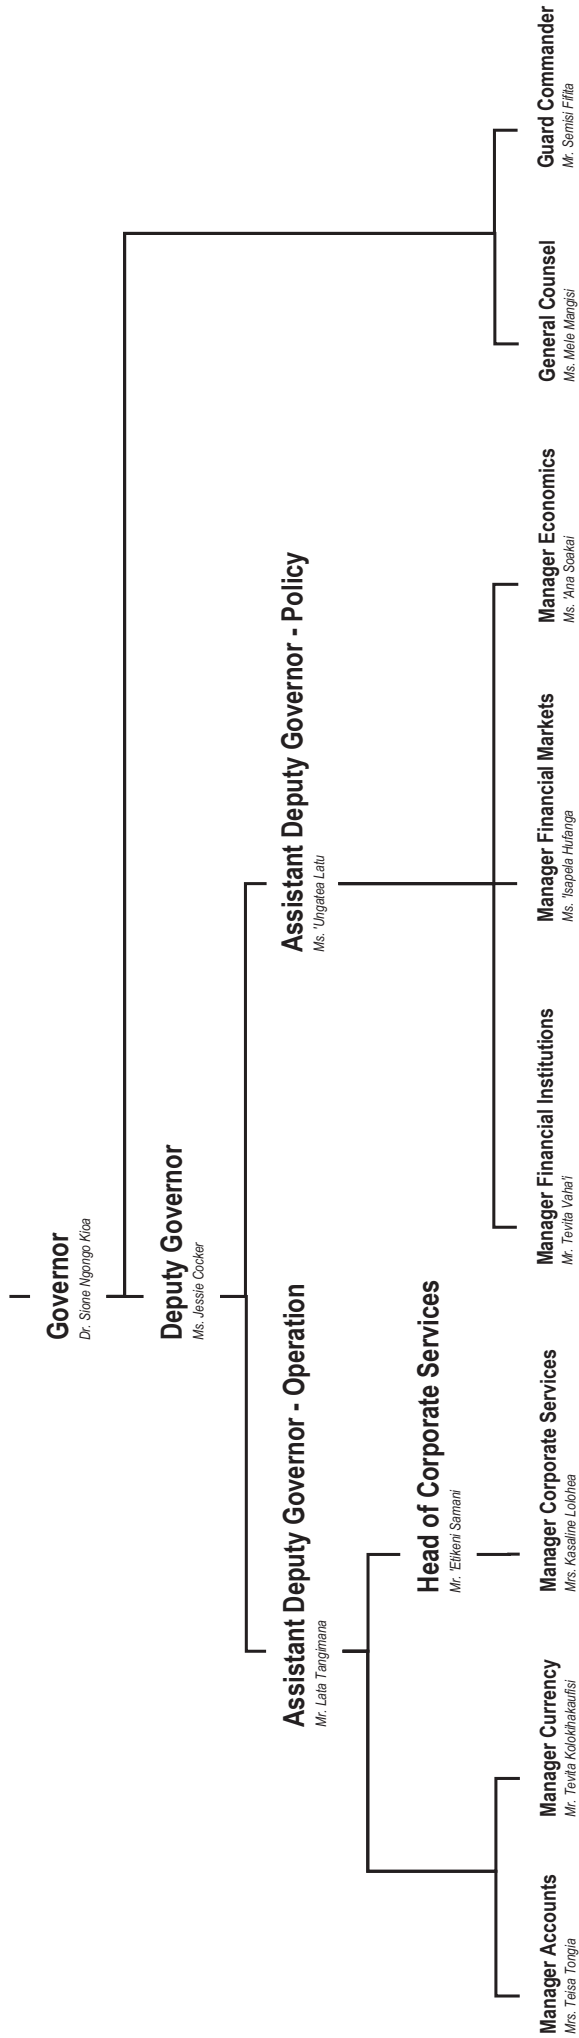 Governor
Dr. Sione Ngongo Kioa
Deputy Governor
Ms. Jessie Cocker
Assistant Deputy Governor - Operation
Mr. Lata Tangimana
Assistant Deputy Governor - Policy
Ms. 'Ungatea Latu
Head of Corporate Services
Mr. 'Etikeni Samani
Manager Accounts
Mrs. Teisa Tongia
Manager Currency
Mr. Tevita Kolokihakaufisi
Manager Corporate Services
Mrs. Kasaline Lolohea
Manager Financial Institutions
Mr. Tevita Vaha'i
Manager Financial Markets
Ms. 'Isapela Hufanga
Manager Economics
Ms. 'Ana Soakai
General Counsel
Ms. Mele Mangisi
Guard Commander
Mr. Semisi Fifita